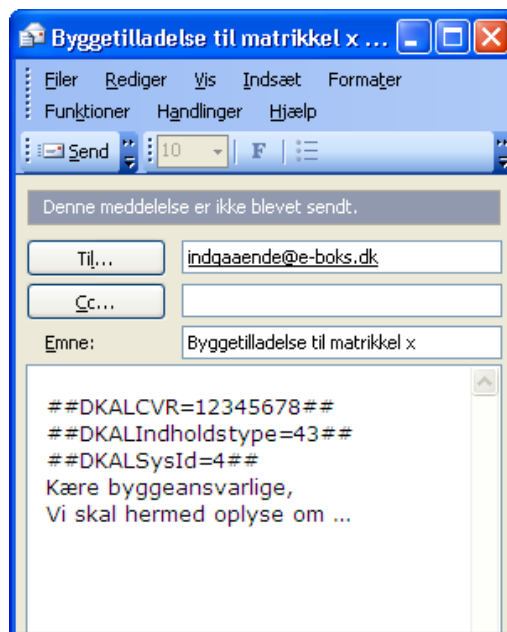 Byggetilladelse til matrikkel x ...
Filer Rediger Vis Indsæt Formater
Funktioner Handlinger Hjælp
Send 10 F
Denne meddelelse er ikke blevet sendt.
Til... indgaaende@e-boks.dk
Cc...
Emne: Byggetilladelse til matrikkel x
##DKALCVR=12345678##
##DKALIndholdstype=43##
##DKALSysId=4##
Kære byggeansvarlige,
Vi skal hermed oplyse om ...